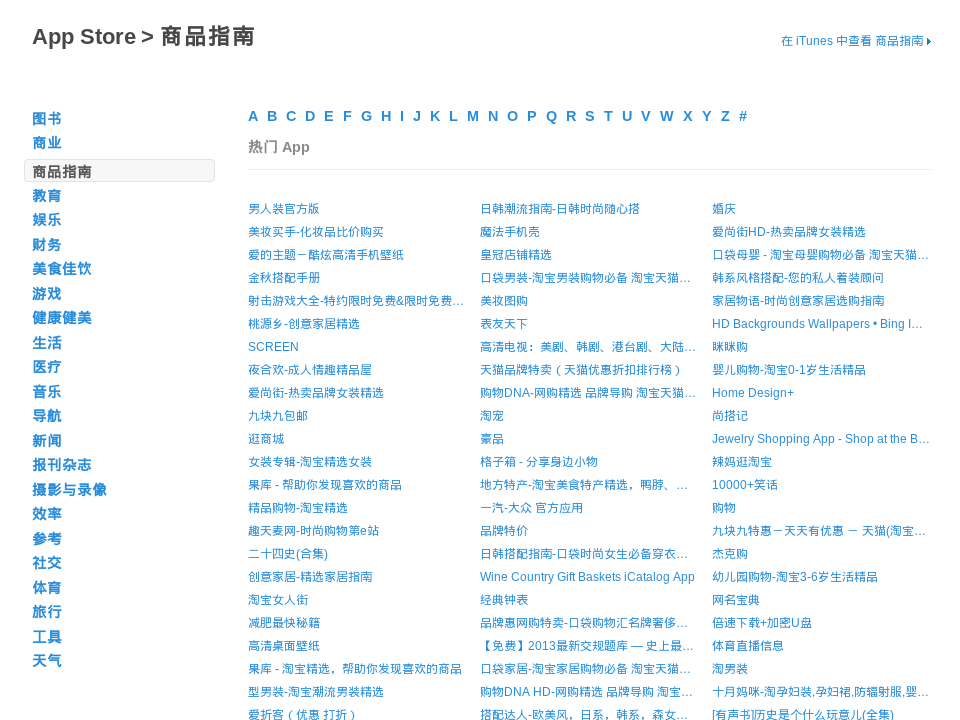 App Store > 商品指南
在 iTunes 中查看 商品指南
图书
商业
商品指南
教育
娱乐
财务
美食佳饮
游戏
健康健美
生活
医疗
音乐
导航
新闻
报刊杂志
摄影与录像
效率
参考
社交
体育
旅行
工具
天气
A B C D E F G H I J K L M N O P Q R S T U V W X Y Z #
热门 App
男人装官方版
美妆买手-化妆品比价购买
爱的主题－酷炫高清手机壁纸
金秋搭配手册
射击游戏大全-特约限时免费&限时免费…
桃源乡-创意家居精选
SCREEN
夜合欢-成人情趣精品屋
爱尚街-热卖品牌女装精选
九块九包邮
逛商城
女装专辑-淘宝精选女装
果库 - 帮助你发现喜欢的商品
精品购物-淘宝精选
趣天麦网-时尚购物第e站
二十四史(合集)
创意家居-精选家居指南
淘宝女人街
减肥最快秘籍
高清桌面壁纸
果库 - 淘宝精选，帮助你发现喜欢的商品
型男装-淘宝潮流男装精选
爱折客（优惠 打折）
日韩潮流指南-日韩时尚随心搭
魔法手机壳
皇冠店铺精选
口袋男装-淘宝男装购物必备 淘宝天猫…
美妆图购
表友天下
高清电视：美剧、韩剧、港台剧、大陆…
天猫品牌特卖（天猫优惠折扣排行榜）
购物DNA-网购精选 品牌导购 淘宝天猫…
淘宠
豪品
格子箱 - 分享身边小物
地方特产-淘宝美食特产精选，鸭脖、…
一汽-大众 官方应用
品牌特价
日韩搭配指南-口袋时尚女生必备穿衣…
Wine Country Gift Baskets iCatalog App
经典钟表
品牌惠网购特卖-口袋购物汇名牌奢侈…
【免费】2013最新交规题库 — 史上最…
口袋家居-淘宝家居购物必备 淘宝天猫…
购物DNA HD-网购精选 品牌导购 淘宝…
搭配达人-欧美风，日系，韩系，森女…
婚庆
爱尚街HD-热卖品牌女装精选
口袋母婴 - 淘宝母婴购物必备 淘宝天猫…
韩系风格搭配-您的私人着装顾问
家居物语-时尚创意家居选购指南
HD Backgrounds Wallpapers • Bing I…
眯眯购
婴儿购物-淘宝0-1岁生活精品
Home Design+
尚搭记
Jewelry Shopping App - Shop at the B…
辣妈逛淘宝
10000+笑话
购物
九块九特惠－天天有优惠 － 天猫(淘宝…
杰克购
幼儿园购物-淘宝3-6岁生活精品
网名宝典
倍速下载+加密U盘
体育直播信息
淘男装
十月妈咪-淘孕妇装,孕妇裙,防辐射服,婴…
[有声书]历史是个什么玩意儿(全集)